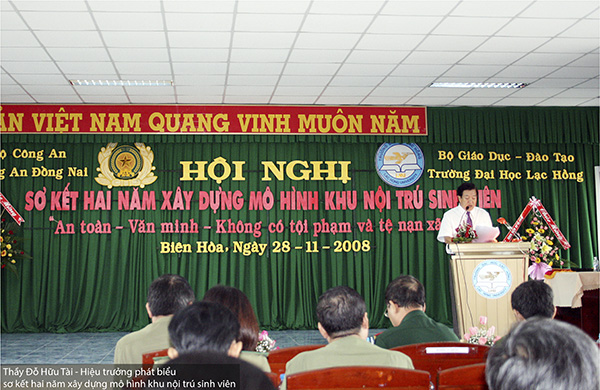 VIỆT NAM QUANG VINH MUÔN NĂM
Công An
An Đồng Nai
HỘI NGHỊ
Bộ Giáo Dục - Đào Tạo
Trường Đại Học Lạc Hồng
SƠ KẾT HAI NĂM XÂY DỰNG MÔ HÌNH KHU NỘI TRÚ SINH VIÊN
"An toàn - Văn minh - Không có tội phạm và tệ nạn xã
Biên Hòa, Ngày 28-11-2008
Thầy Đỗ Hữu Tài - Hiệu trưởng phát biểu
sơ kết hai năm xây dựng mô hình khu nội trú sinh viên